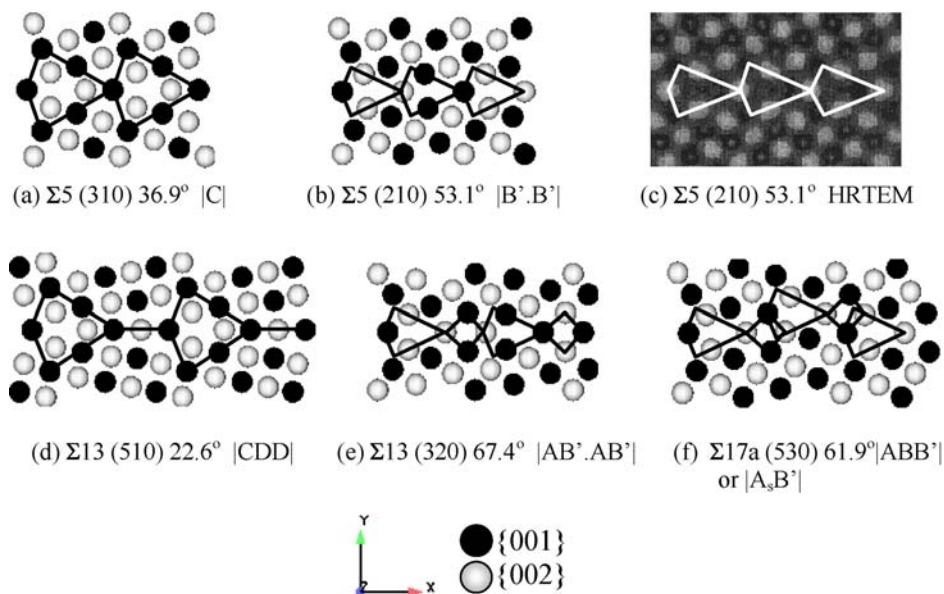 (a) Σ5 (310) 36.9° |C|
(b) Σ5 (210) 53.1° |B’.B’|
(c) Σ5 (210) 53.1° HRTEM
(d) Σ13 (510) 22.6° |CDD|
(e) Σ13 (320) 67.4° |AB’.AB’|
(f) Σ17a (530) 61.9°|ABB’|
or |AₛB’|
Y
Z
X
{001}
{002}